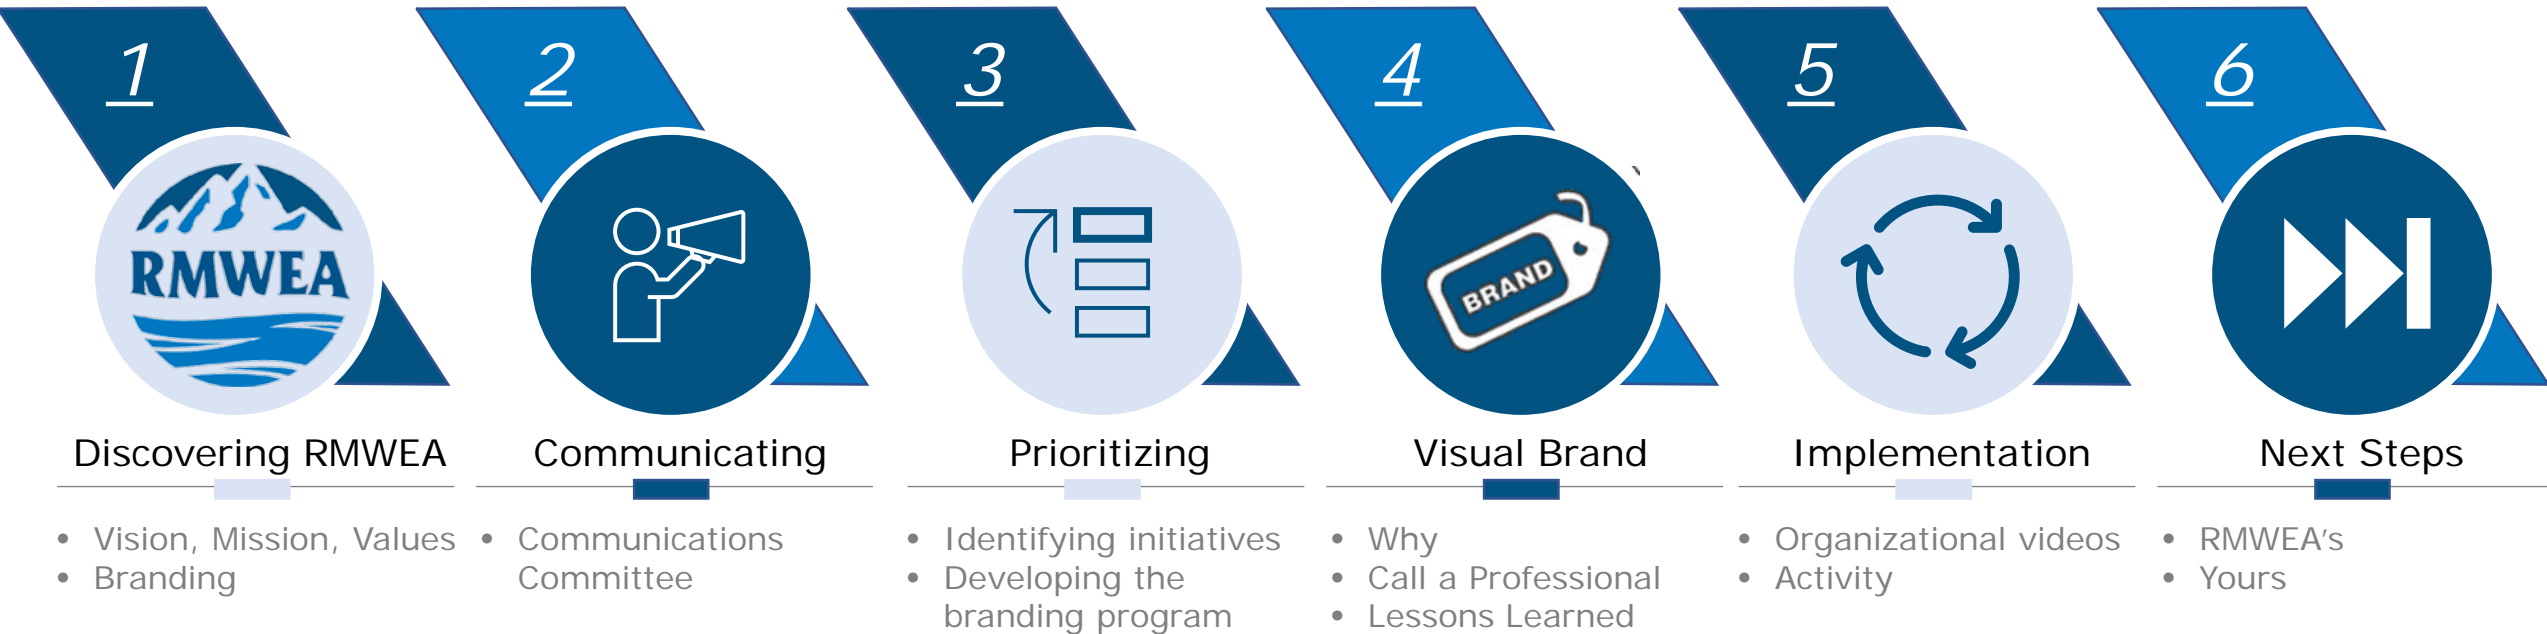 1
2
3
4
5
6
RMWEA
BRAND
Discovering RMWEA
• Vision, Mission, Values
• Branding
Communicating
• Communications
Committee
Prioritizing
• Identifying initiatives
• Developing the
branding program
Visual Brand
• Why
• Call a Professional
• Lessons Learned
Implementation
• Organizational videos
• Activity
Next Steps
• RMWEA's
• Yours